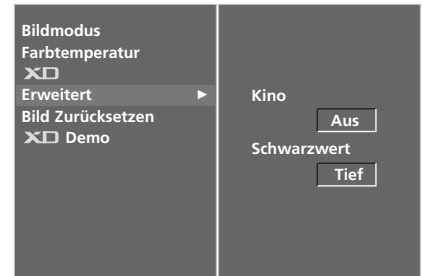 Bildmodus
Farbtemperatur
XD
Erweitert ►
Bild Zurücksetzen
XD Demo
Kino
Aus
Schwarzwert
Tief